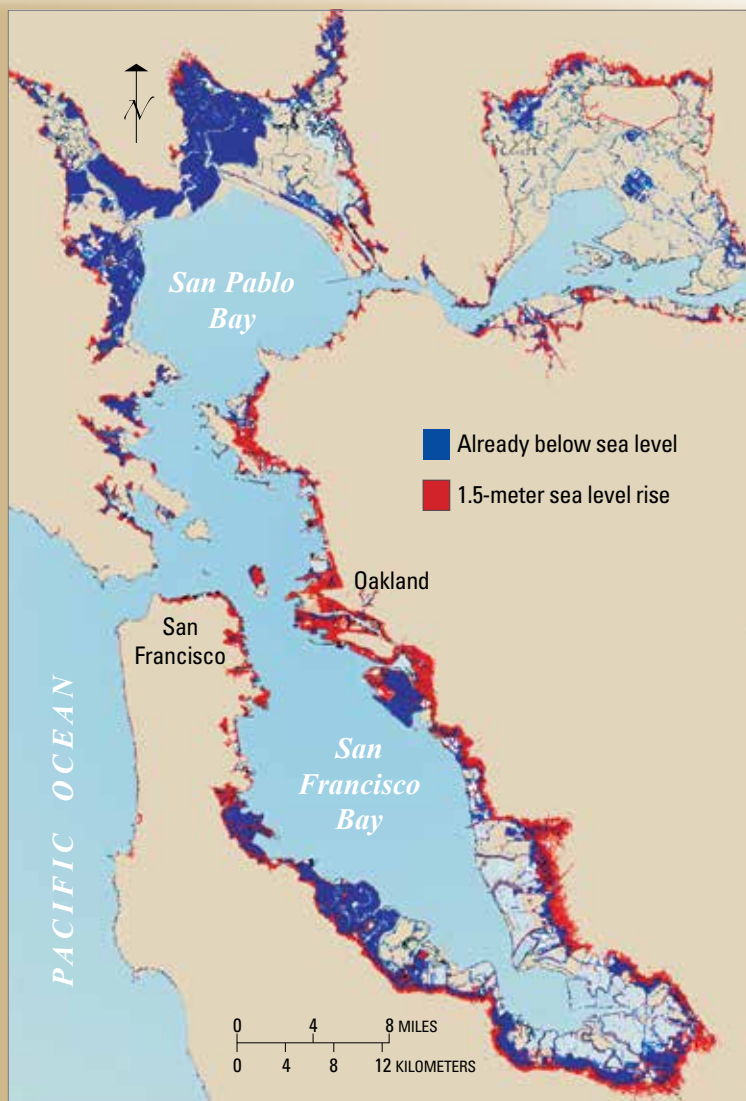 N
San Pablo
Bay
Already below sea level
1.5-meter sea level rise
Oakland
San
Francisco
San
Francisco
Bay
PACIFIC OCEAN
0 4 8 MILES
0 4 8 12 KILOMETERS